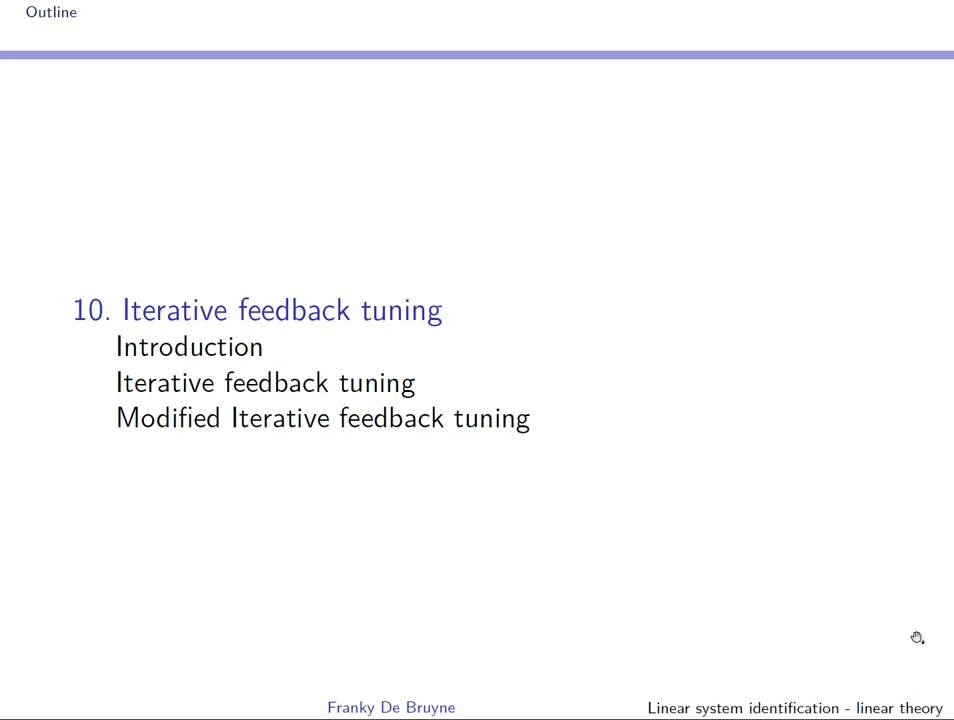 Outline
10. Iterative feedback tuning
Introduction
Iterative feedback tuning
Modified Iterative feedback tuning
Franky De Bruyne
Linear system identification - linear theory